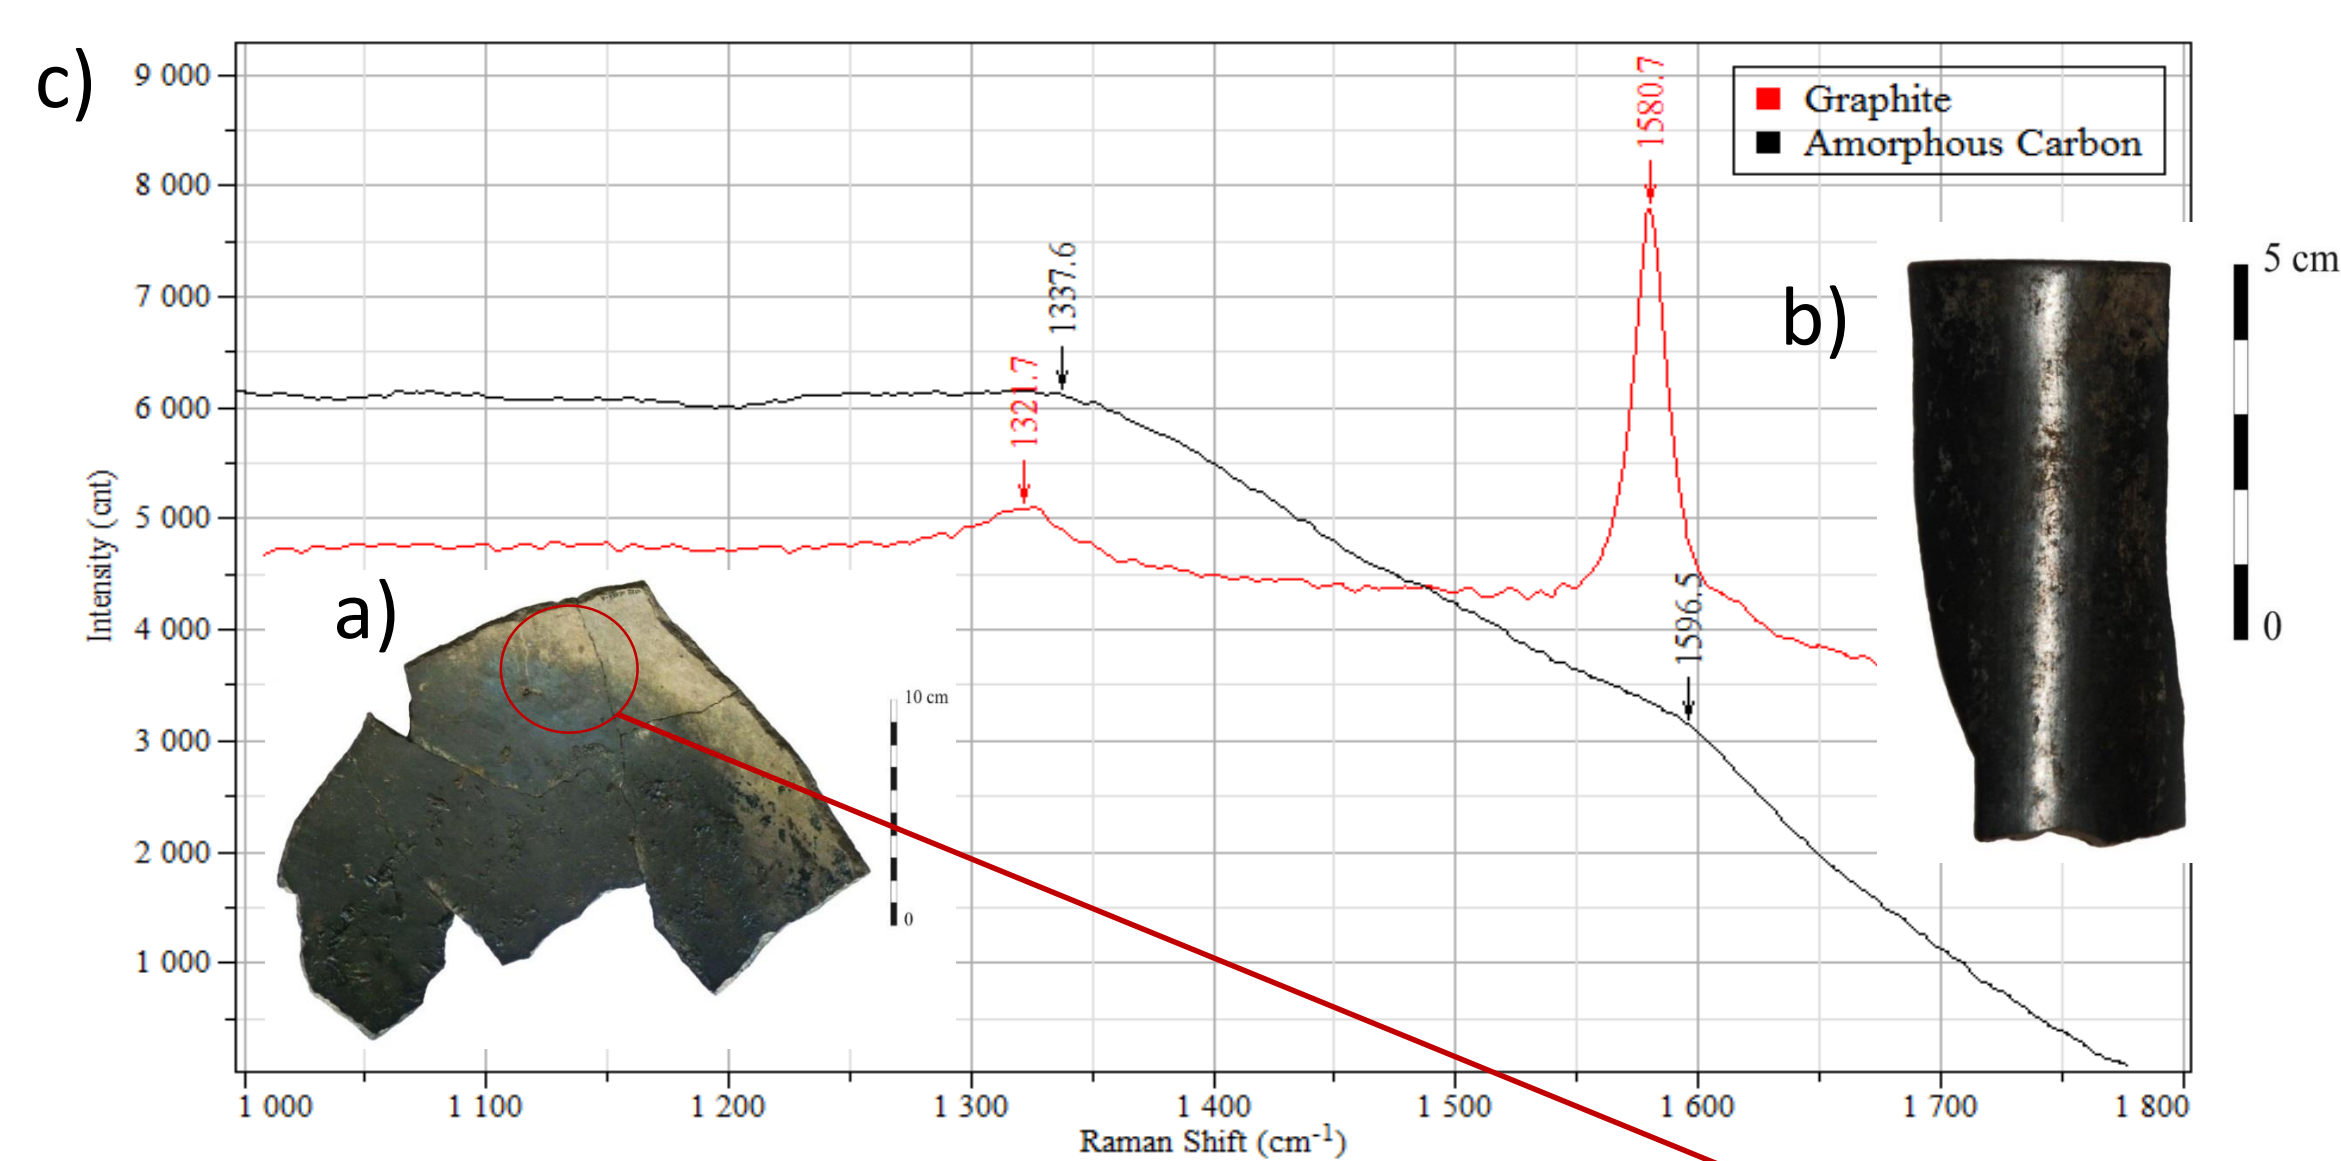 c)
9 000
8 000
7 000
6 000
5 000
4 000
3 000
2 000
1 000
Intensity (cnt)
1580.7
Graphite
Amorphous Carbon
1337.6
1321.7
1596.5
b)
5 cm
0
a)
10 cm
0
1 000 1 100 1 200 1 300 1 400 1 500 1 600 1 700 1 800
Raman Shift (cm-1)